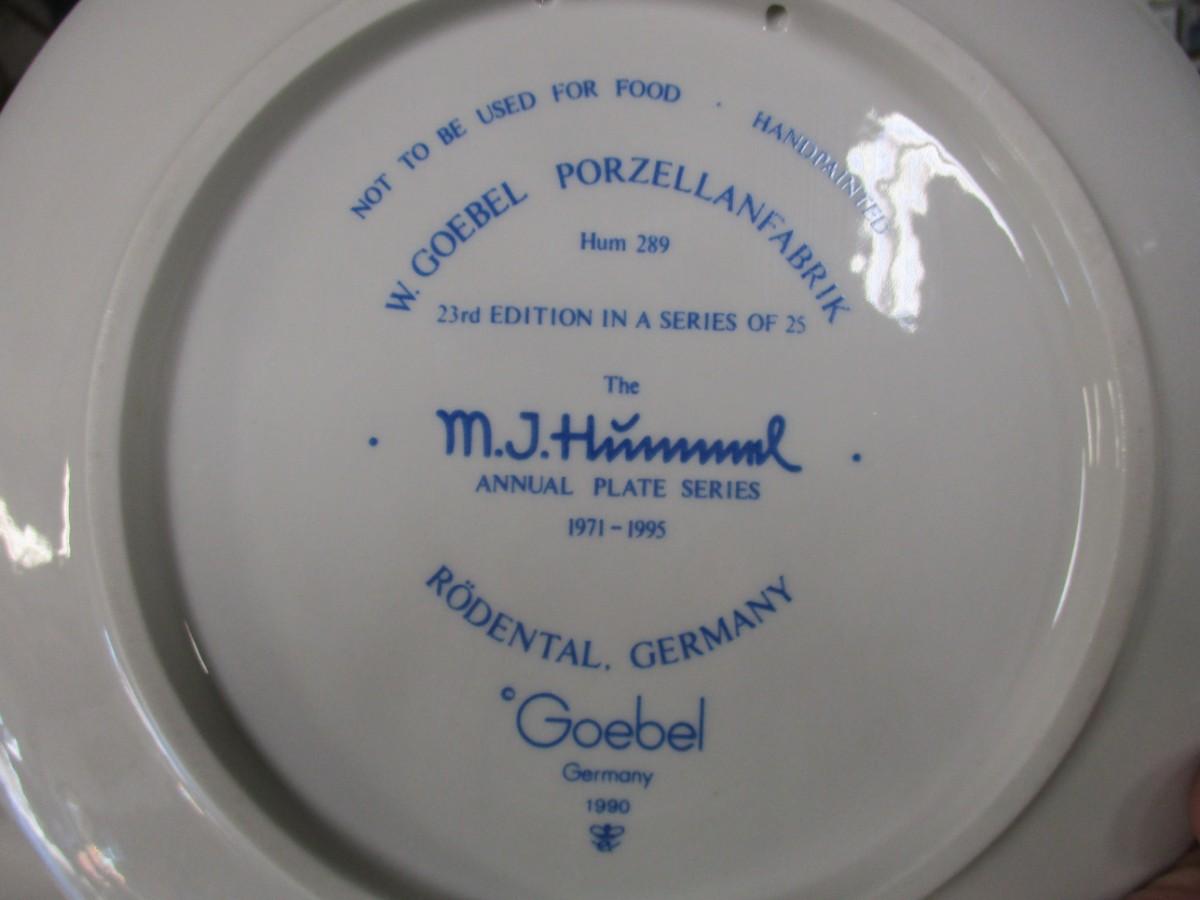 NOT TO BE USED FOR FOOD · HANDPAINTED
W. GOEBEL PORZELLANFABRIK
Hum 289
23rd EDITION IN A SERIES OF 25
The
· M.J.Hummel ·
ANNUAL PLATE SERIES
1971 - 1995
RÖDENTAL, GERMANY
©Goebel
Germany
1990